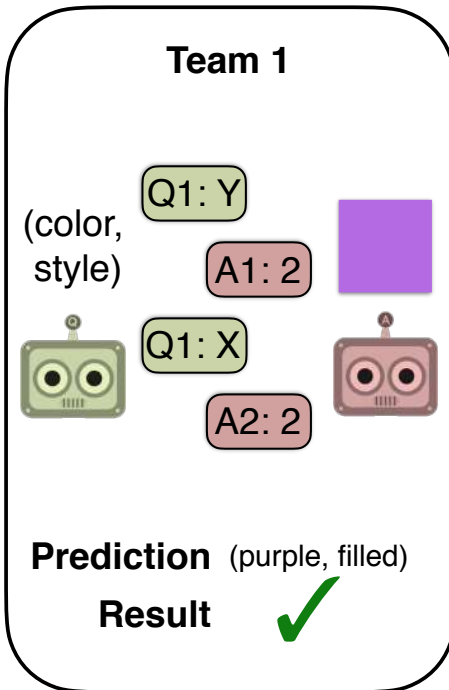 Team 1
Q1: Y
(color,
style)
A1: 2
Q1: X
Q
A
A2: 2
Prediction (purple, filled)
Result